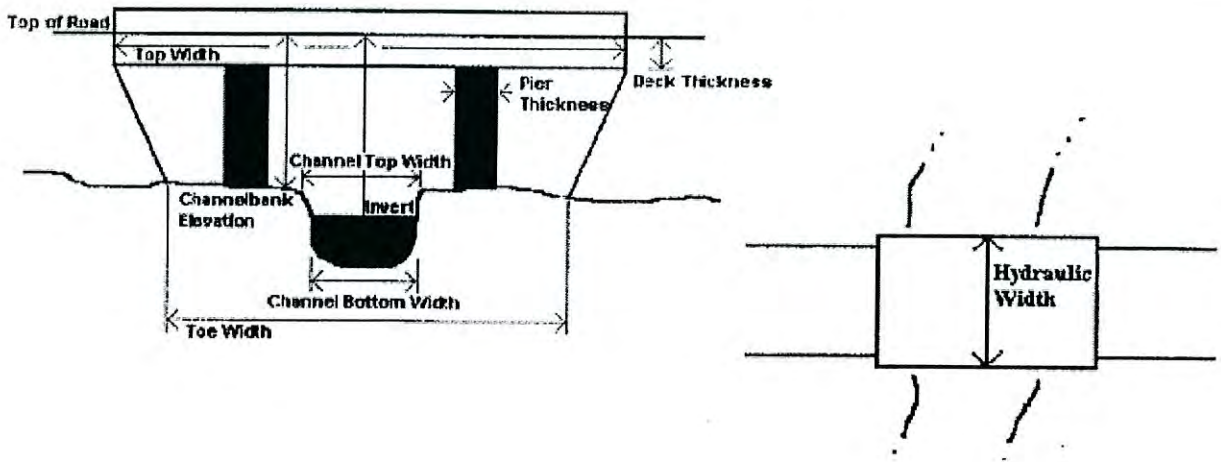 Top of Road
Top Width
Pier
Thickness
Deck Thickness
Channel Top Width
Channelbank
Elevation
Invert
Channel Bottom Width
Toe Width
Hydraulic
Width